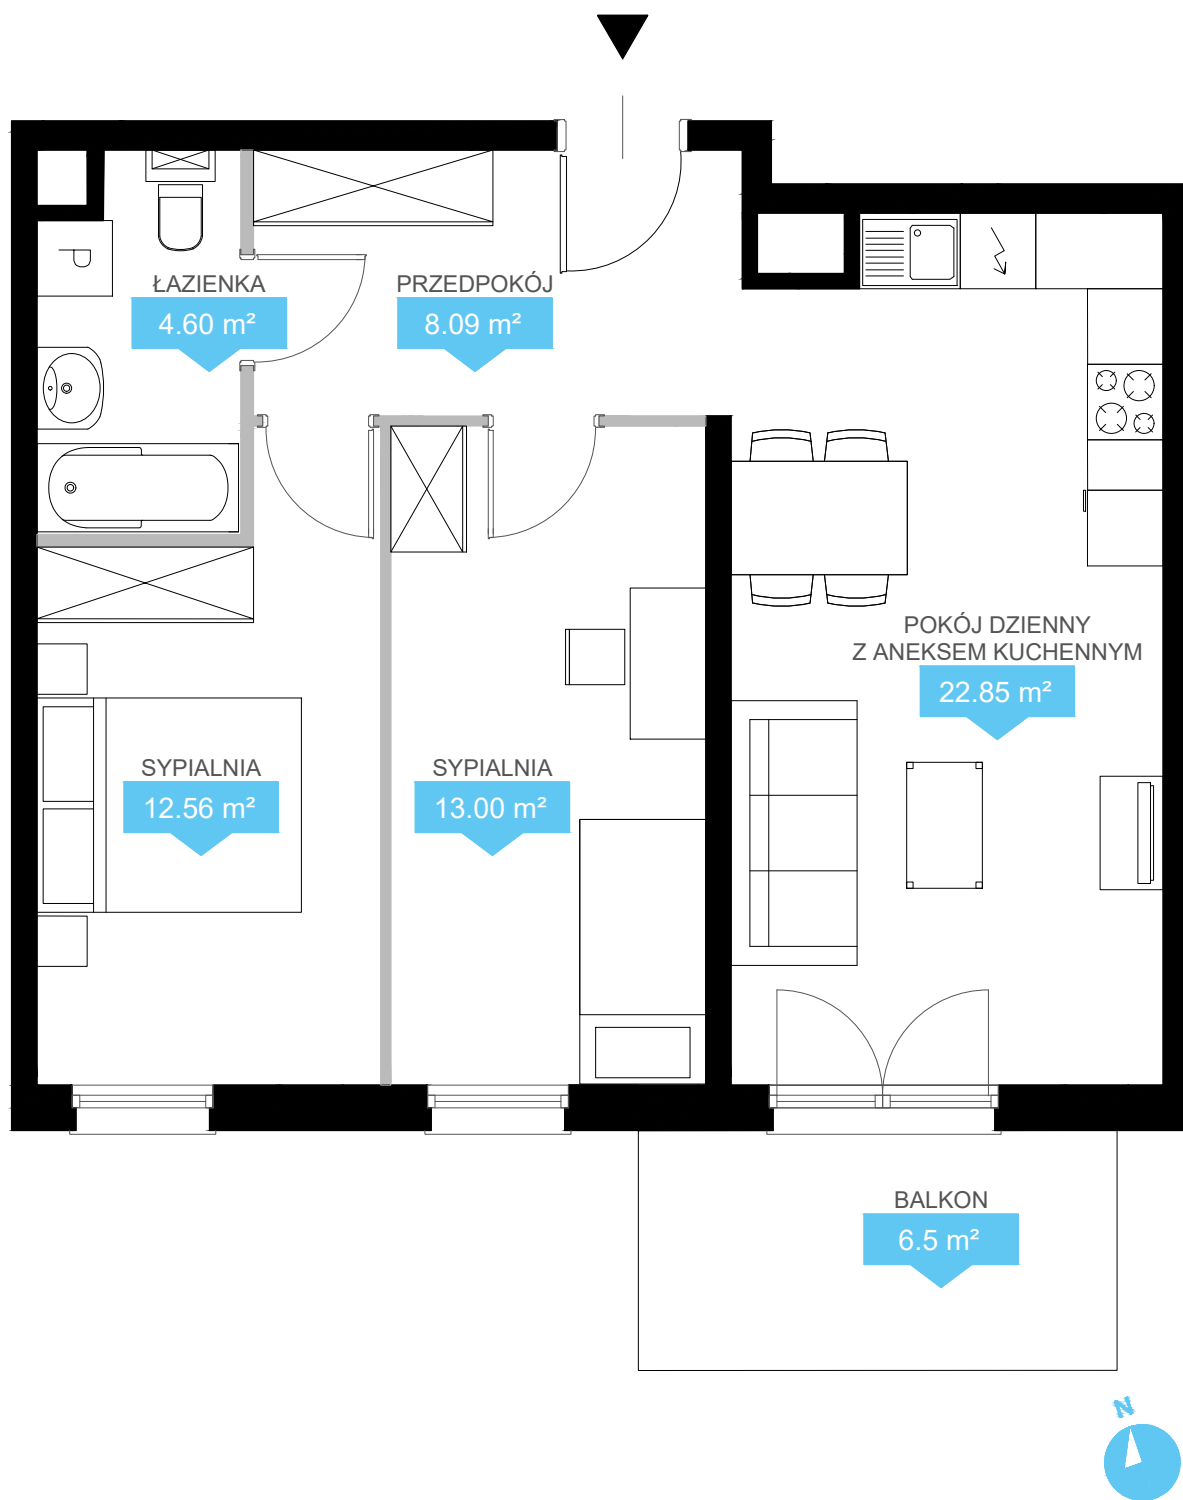 ŁAZIENKA
4.60 m²
PRZEDPOKÓJ
8.09 m²
P
POKÓJ DZIENNY
Z ANEKSEM KUCHENNYM
22.85 m²
SYPIALNIA
12.56 m²
SYPIALNIA
13.00 m²
BALKON
6.5 m²
N